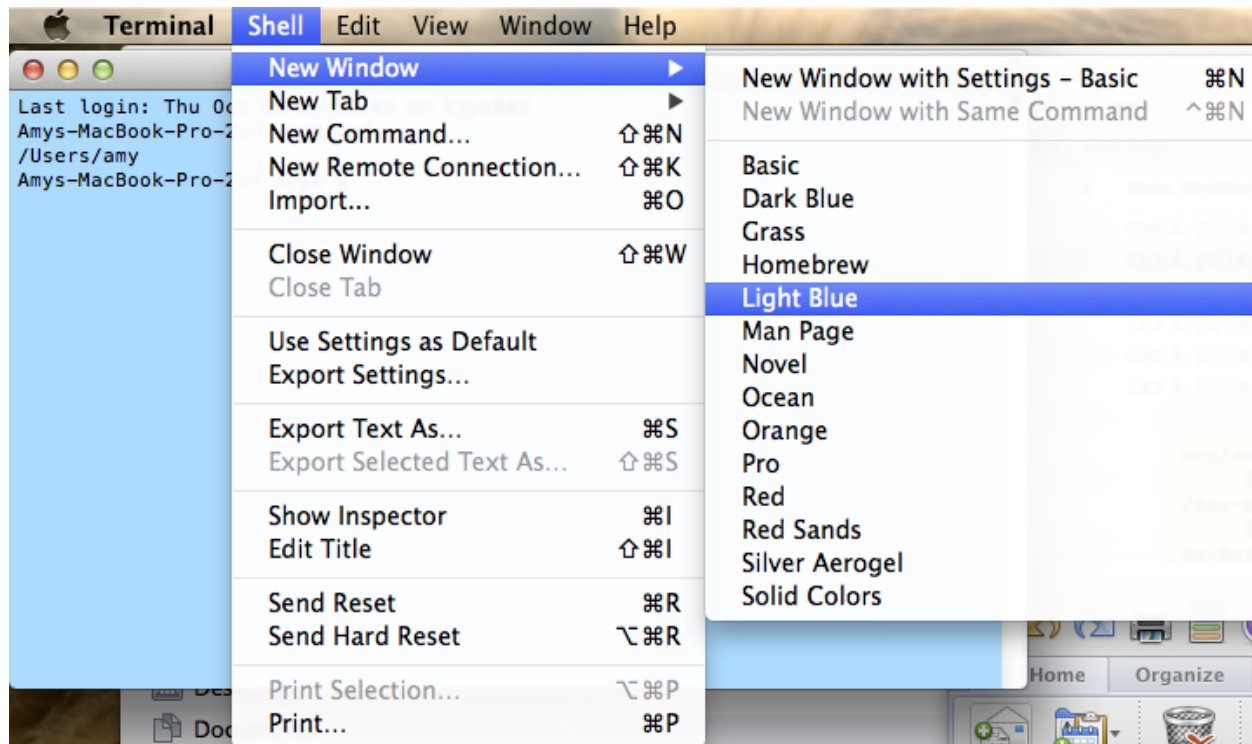 Terminal Shell Edit View Window Help
Last login: Thu Oc
Amys-MacBook-Pro-2
/Users/amy
Amys-MacBook-Pro-2
New Window ▶
New Tab ▶
New Command... ⇧⌘N
New Remote Connection... ⇧⌘K
Import... ⌘O
Close Window ⇧⌘W
Close Tab
Use Settings as Default
Export Settings...
Export Text As... ⌘S
Export Selected Text As... ⇧⌘S
Show Inspector ⌘I
Edit Title ⇧⌘I
Send Reset ⌘R
Send Hard Reset ⌥⌘R
Print Selection... ⌥⌘P
Print... ⌘P
New Window with Settings – Basic ⌘N
New Window with Same Command ^⌘N
Basic
Dark Blue
Grass
Homebrew
Light Blue
Man Page
Novel
Ocean
Orange
Pro
Red
Red Sands
Silver Aerogel
Solid Colors
Home Organize
Doc